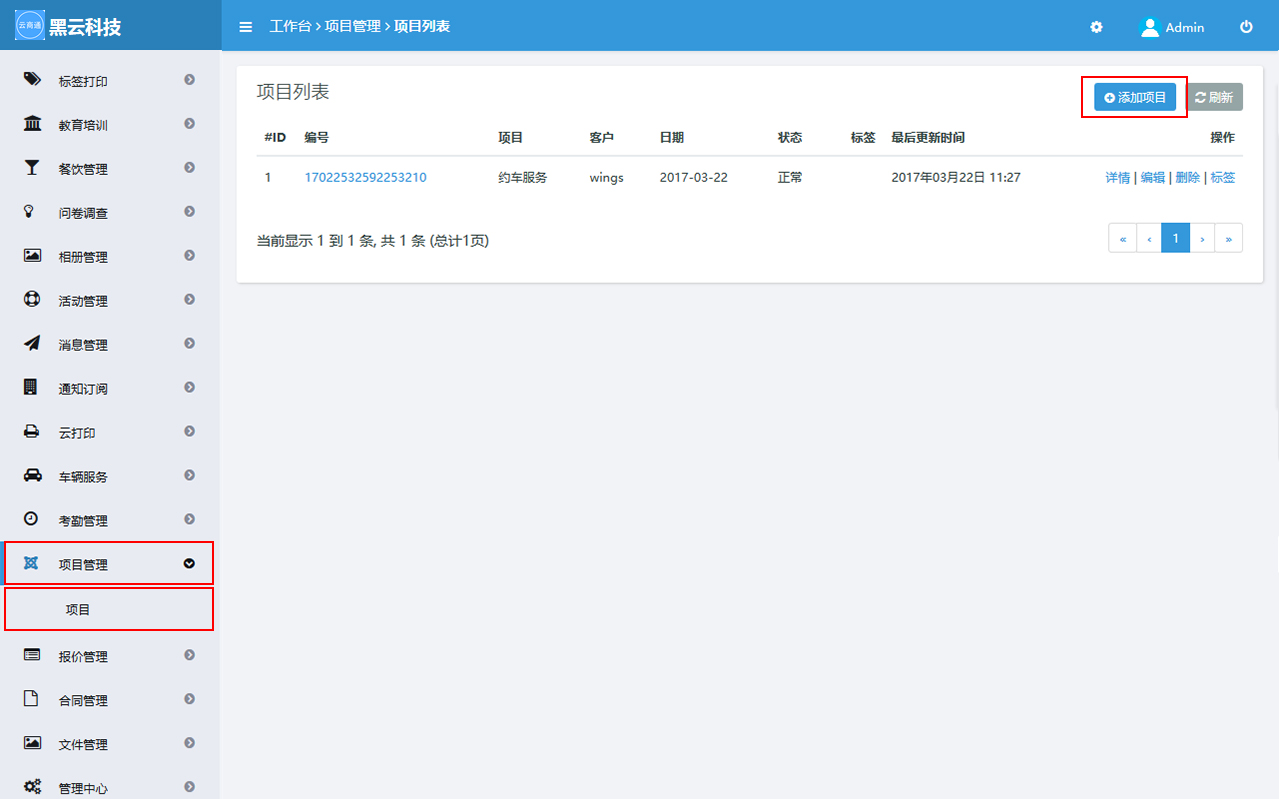 云商通 黑云科技
工作台 › 项目管理 › 项目列表
Admin
标签打印
教育培训
餐饮管理
问卷调查
相册管理
活动管理
消息管理
通知订阅
云打印
车辆服务
考勤管理
项目管理
项目
报价管理
合同管理
文件管理
管理中心
项目列表
添加项目 刷新
#ID 编号 项目 客户 日期 状态 标签 最后更新时间 操作
1 17022532592253210 约车服务 wings 2017-03-22 正常 2017年03月22日 11:27 详情 | 编辑 | 删除 | 标签
当前显示 1 到 1 条, 共 1 条 (总计1页)
« ‹ 1 › »